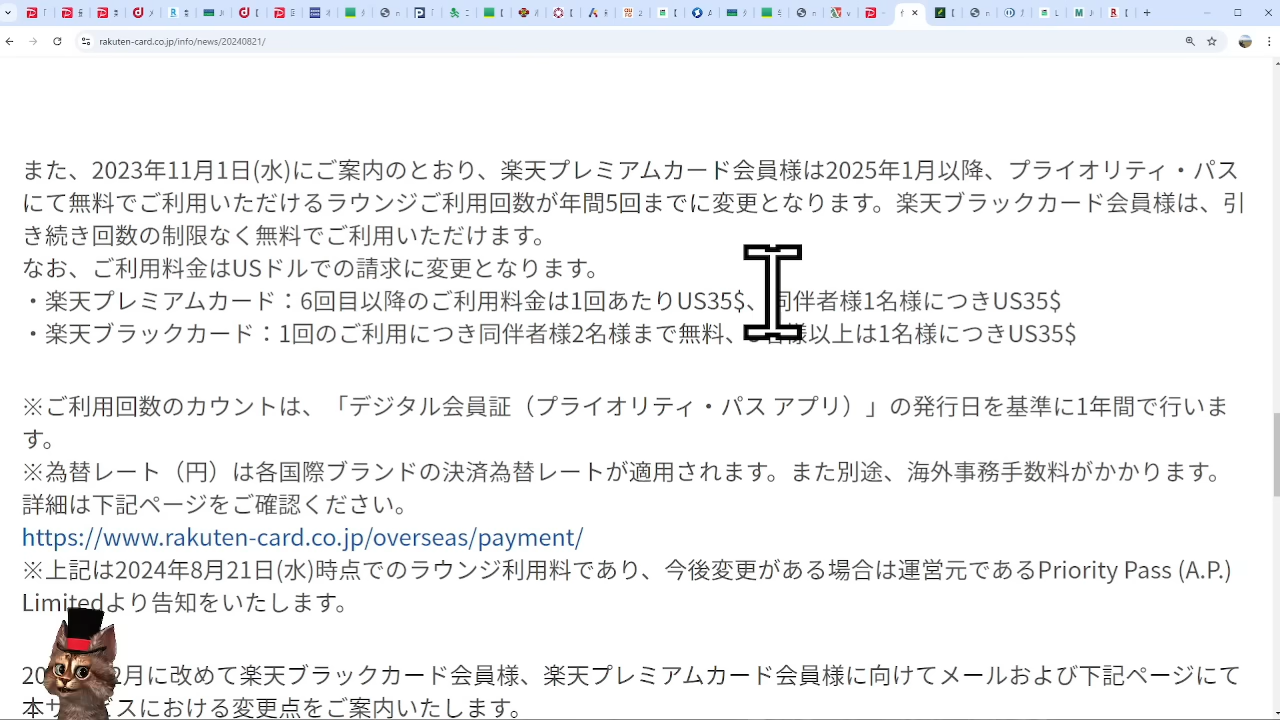 rakuten-card.co.jp/info/news/20240821/
また、2023年11月1日(水)にご案内のとおり、楽天プレミアムカード会員様は2025年1月以降、プライオリティ・パス
にて無料でご利用いただけるラウンジご利用回数が年間5回までに変更となります。楽天ブラックカード会員様は、引
き続き回数の制限なく無料でご利用いただけます。
なお、ご利用料金はUSドルでの請求に変更となります。
・楽天プレミアムカード：6回目以降のご利用料金は1回あたりUS35$、同伴者様1名様につきUS35$
・楽天ブラックカード：1回のご利用につき同伴者様2名様まで無料、名様以上は1名様につきUS35$
※ご利用回数のカウントは、「デジタル会員証（プライオリティ・パス アプリ）」の発行日を基準に1年間で行いま
す。
※為替レート（円）は各国際ブランドの決済為替レートが適用されます。また別途、海外事務手数料がかかります。
詳細は下記ページをご確認ください。
https://www.rakuten-card.co.jp/overseas/payment/
※上記は2024年8月21日(水)時点でのラウンジ利用料であり、今後変更がある場合は運営元であるPriority Pass (A.P.)
Limitedより告知をいたします。
2月に改めて楽天ブラックカード会員様、楽天プレミアムカード会員様に向けてメールおよび下記ページにて
本サービスにおける変更点をご案内いたします。